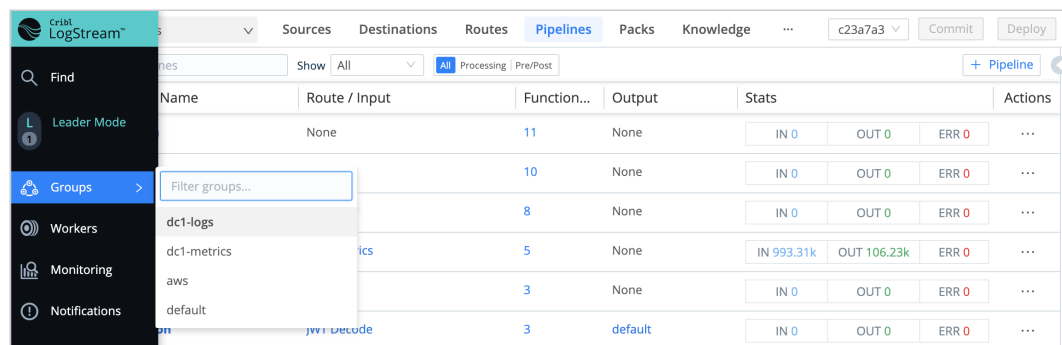 Cribl
LogStream™
s
Sources Destinations Routes Pipelines Packs Knowledge ... c23a7a3 Commit Deploy
Find
nes
Show All All Processing Pre/Post + Pipeline
Name Route / Input Function... Output Stats Actions
L
Leader Mode
1
None 11 None IN 0 OUT 0 ERR 0 ...
10 None IN 0 OUT 0 ERR 0 ...
Groups >
Filter groups...
8 None IN 0 OUT 0 ERR 0 ...
dc1-logs
Workers
dc1-metrics
ics 5 None IN 993.31k OUT 106.23k ERR 0 ...
Monitoring
aws
3 None IN 0 OUT 0 ERR 0 ...
Notifications
default
on JWT Decode 3 default IN 0 OUT 0 ERR 0 ...